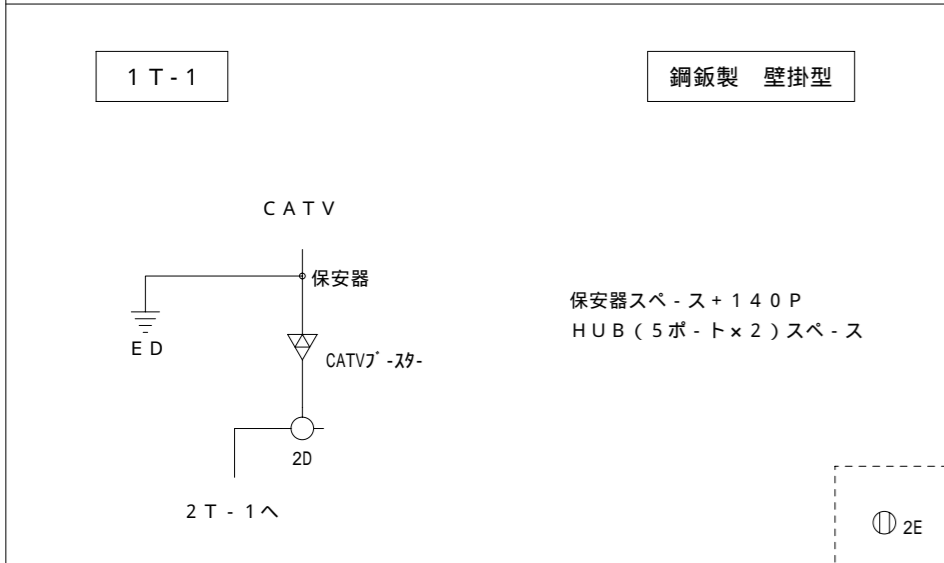 １Ｔ-１
鋼鈑製　壁掛型
ＣＡＴＶ
保安器
ＥＤ
CATVﾌﾞ-ｽﾀ-
2D
２Ｔ-１へ
保安器スペ-ス+１４０Ｐ
ＨＵＢ（５ポ-ト×２）スペ-ス
2E